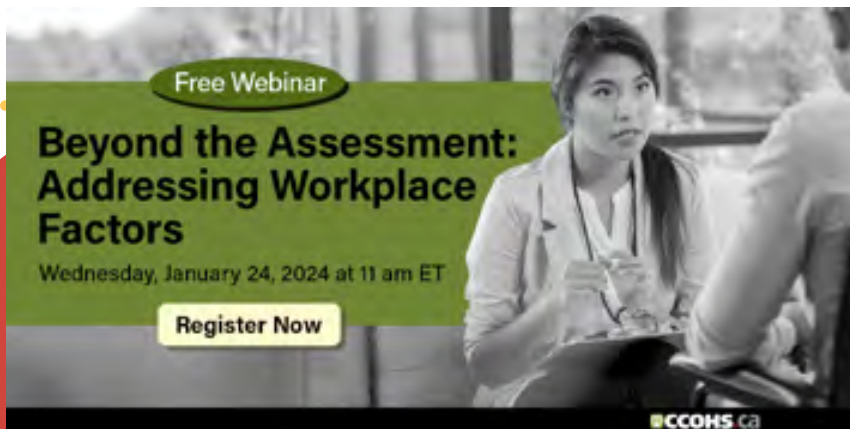 Free Webinar
Beyond the Assessment:
Addressing Workplace
Factors
Wednesday, January 24, 2024 at 11 am ET
Register Now
CCOHS.ca